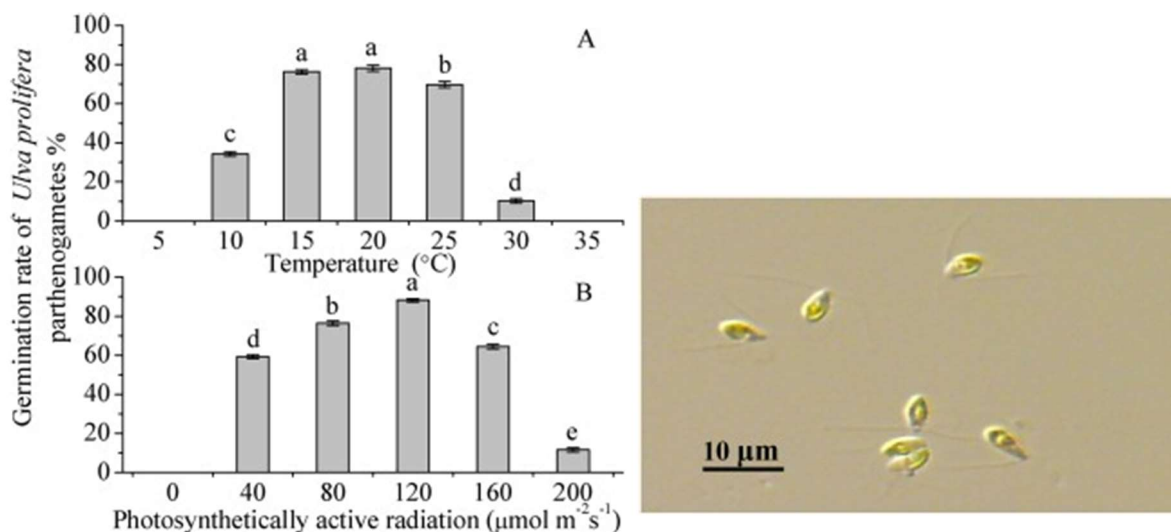 Germination rate of Ulva prolifera
parthenogametes %
100
80
60
40
20
0
A
c
a
a
b
d
5 10 15 20 25 30 35
Temperature (°C)
100
80
60
40
20
0
B
d
b
a
c
e
0 40 80 120 160 200
Photosynthetically active radiation (μmol m⁻²s⁻¹)
10 μm